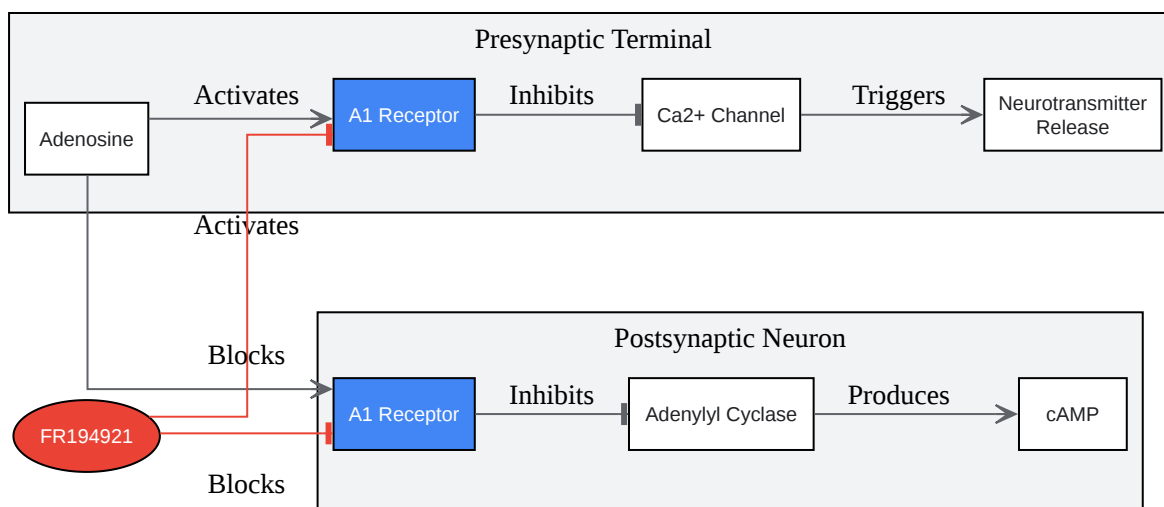 Presynaptic Terminal
Activates
Inhibits
Triggers
Adenosine
A1 Receptor
Ca2+ Channel
Neurotransmitter
Release
Activates
Postsynaptic Neuron
Blocks
Inhibits
Produces
FR194921
A1 Receptor
Adenylyl Cyclase
cAMP
Blocks